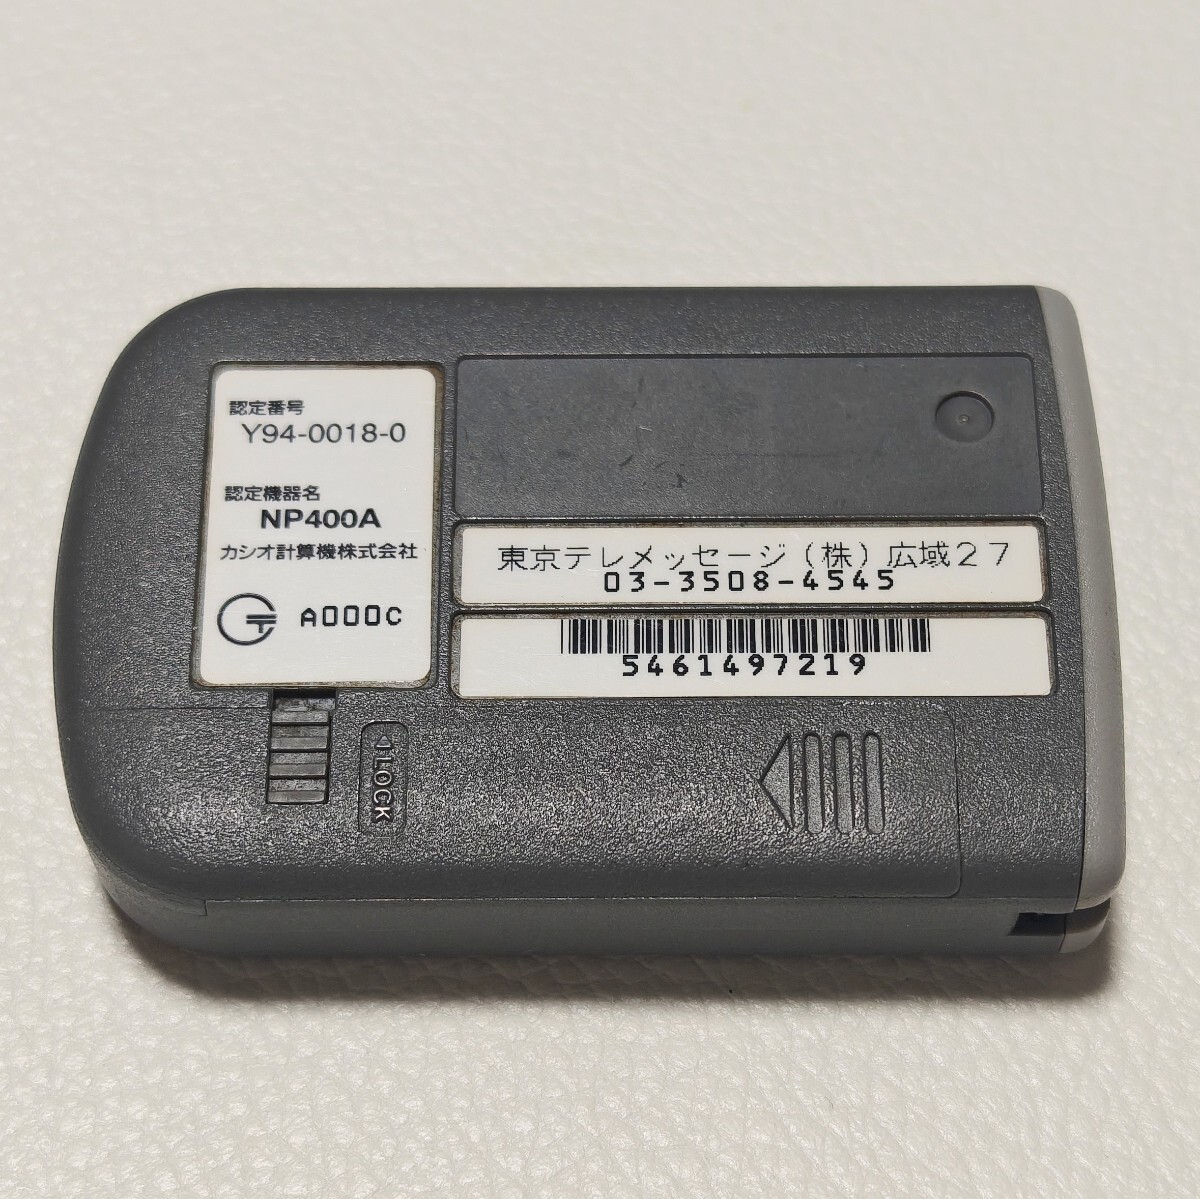 認定番号
Y94-0018-0
認定機器名
NP400A
カシオ計算機株式会社
A000C
東京テレメッセージ（株）広域２７
03-3508-4545
5461497219
LOCK